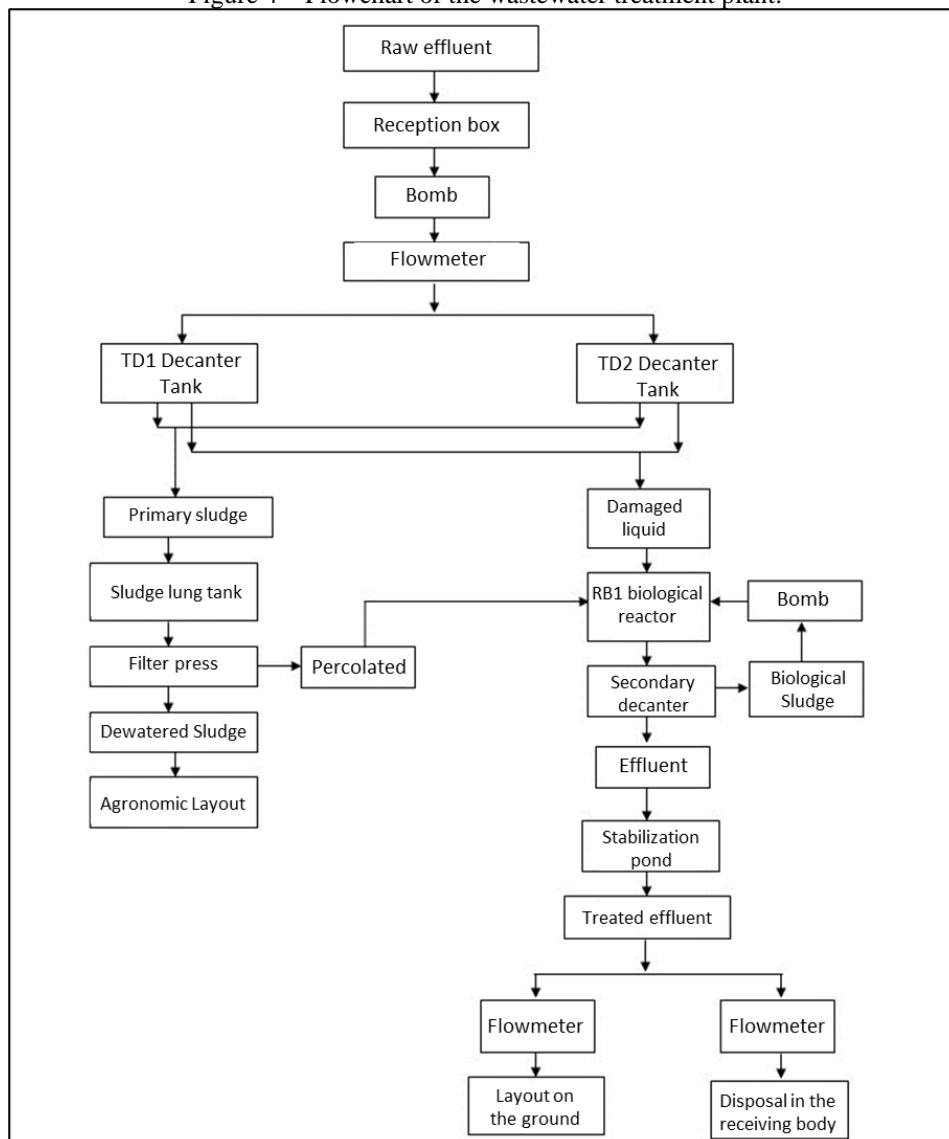 Figure 4 – Flowchart of the wastewater treatment plant.
Raw effluent
Reception box
Bomb
Flowmeter
TD1 Decanter
Tank
TD2 Decanter
Tank
Primary sludge
Sludge lung tank
Filter press
Percolated
Dewatered Sludge
Agronomic Layout
Damaged
liquid
RB1 biological
reactor
Bomb
Secondary
decanter
Biological
Sludge
Effluent
Stabilization
pond
Treated effluent
Flowmeter
Flowmeter
Layout on
the ground
Disposal in the
receiving body